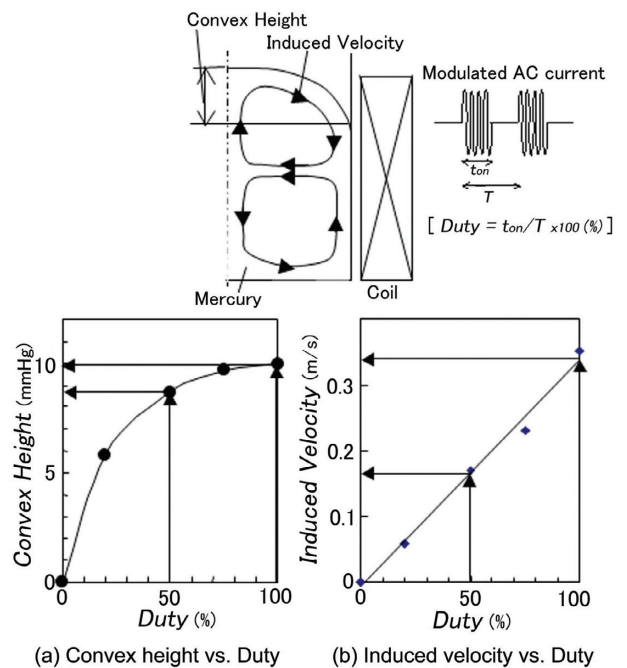 Convex Height
Induced Velocity
Modulated AC current
ton
T
[ Duty = ton/T x100 (%) ]
Mercury
Coil
Convex Height (mmHg)
10
5
0
0
50
100
Duty (%)
(a) Convex height vs. Duty
Induced Velocity (m/s)
0.3
0.2
0.1
0
0
50
100
Duty (%)
(b) Induced velocity vs. Duty